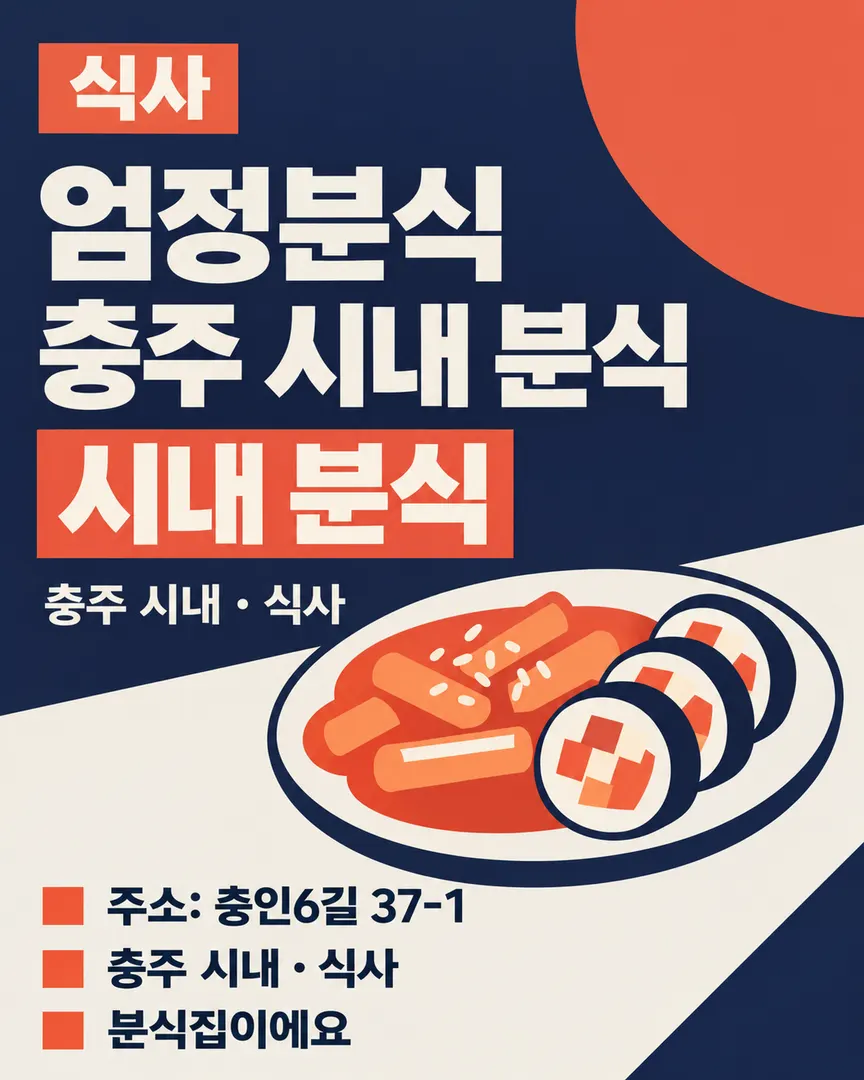 식사
엄정분식
충주 시내 분식
시내 분식
충주 시내 · 식사
주소: 충인6길 37-1
충주 시내 · 식사
분식집이에요